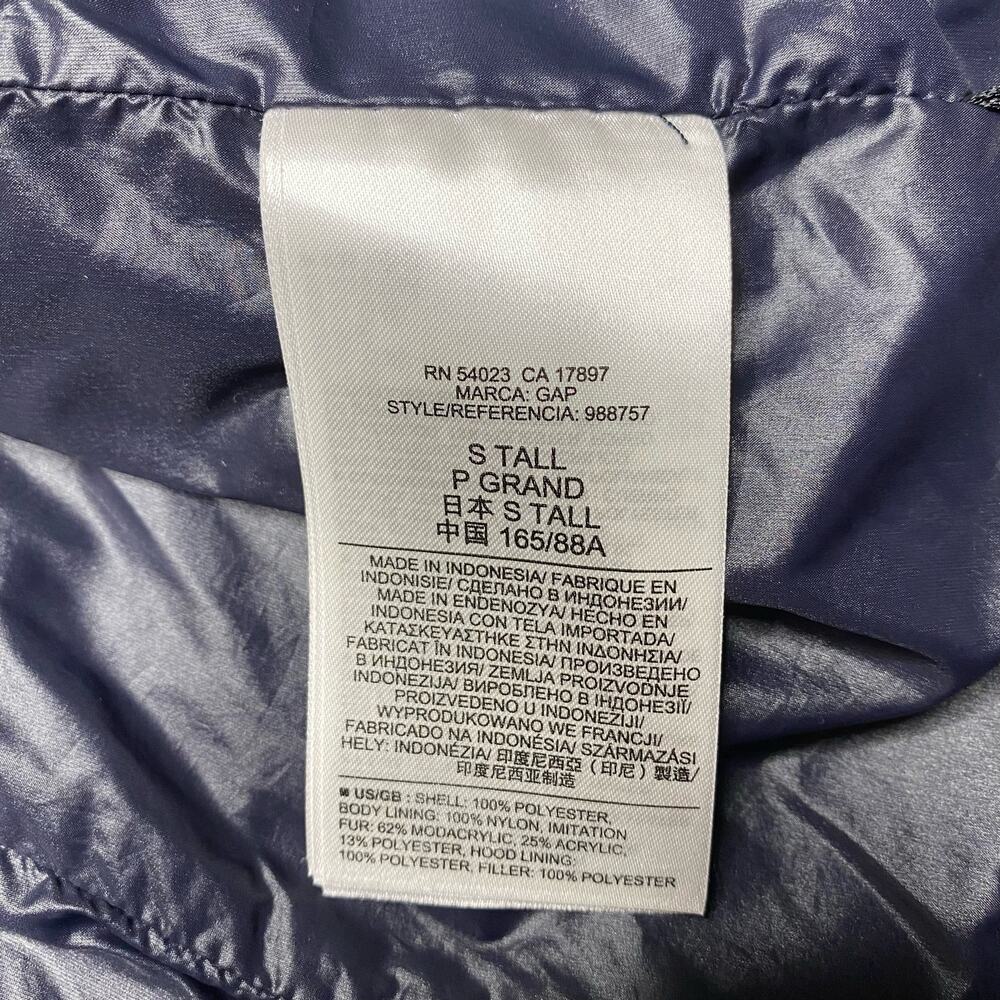 RN 54023 CA 17897
MARCA: GAP
STYLE/REFERENCIA: 988757
S TALL
P GRAND
日本 S TALL
中国 165/88A
MADE IN INDONESIA/ FABRIQUE EN
INDONISIE/ СДЕЛАНО В ИНДОНЕЗИИ/
MADE IN ENDENOZYA/ HECHO EN
INDONESIA CON TELA IMPORTADA/
ΚΑΤΑΣΚΕΥΑΣΤΗΚΕ ΣΤΗΝ ΙΝΔΟΝΗΣΙΑ/
FABRICAT ÎN INDONESIA/ ПРОИЗВЕДЕНО
В ИНДОНЕЗИЯ/ ZEMLJA PROIZVODNJE
INDONEZIJA/ ВИРОБЛЕНО В ІНДОНЕЗІЇ/
PROIZVEDENO U INDONEZIJI/
WYPRODUKOWANO WE FRANCJI/
FABRICADO NA INDONÉSIA/ SZÁRMAZÁSI
HELY: INDONÉZIA/ 印度尼西亞（印尼）製造/
印度尼西亚制造
US/GB : SHELL: 100% POLYESTER,
BODY LINING: 100% NYLON, IMITATION
FUR: 62% MODACRYLIC, 25% ACRYLIC,
13% POLYESTER, HOOD LINING:
100% POLYESTER, FILLER: 100% POLYESTER